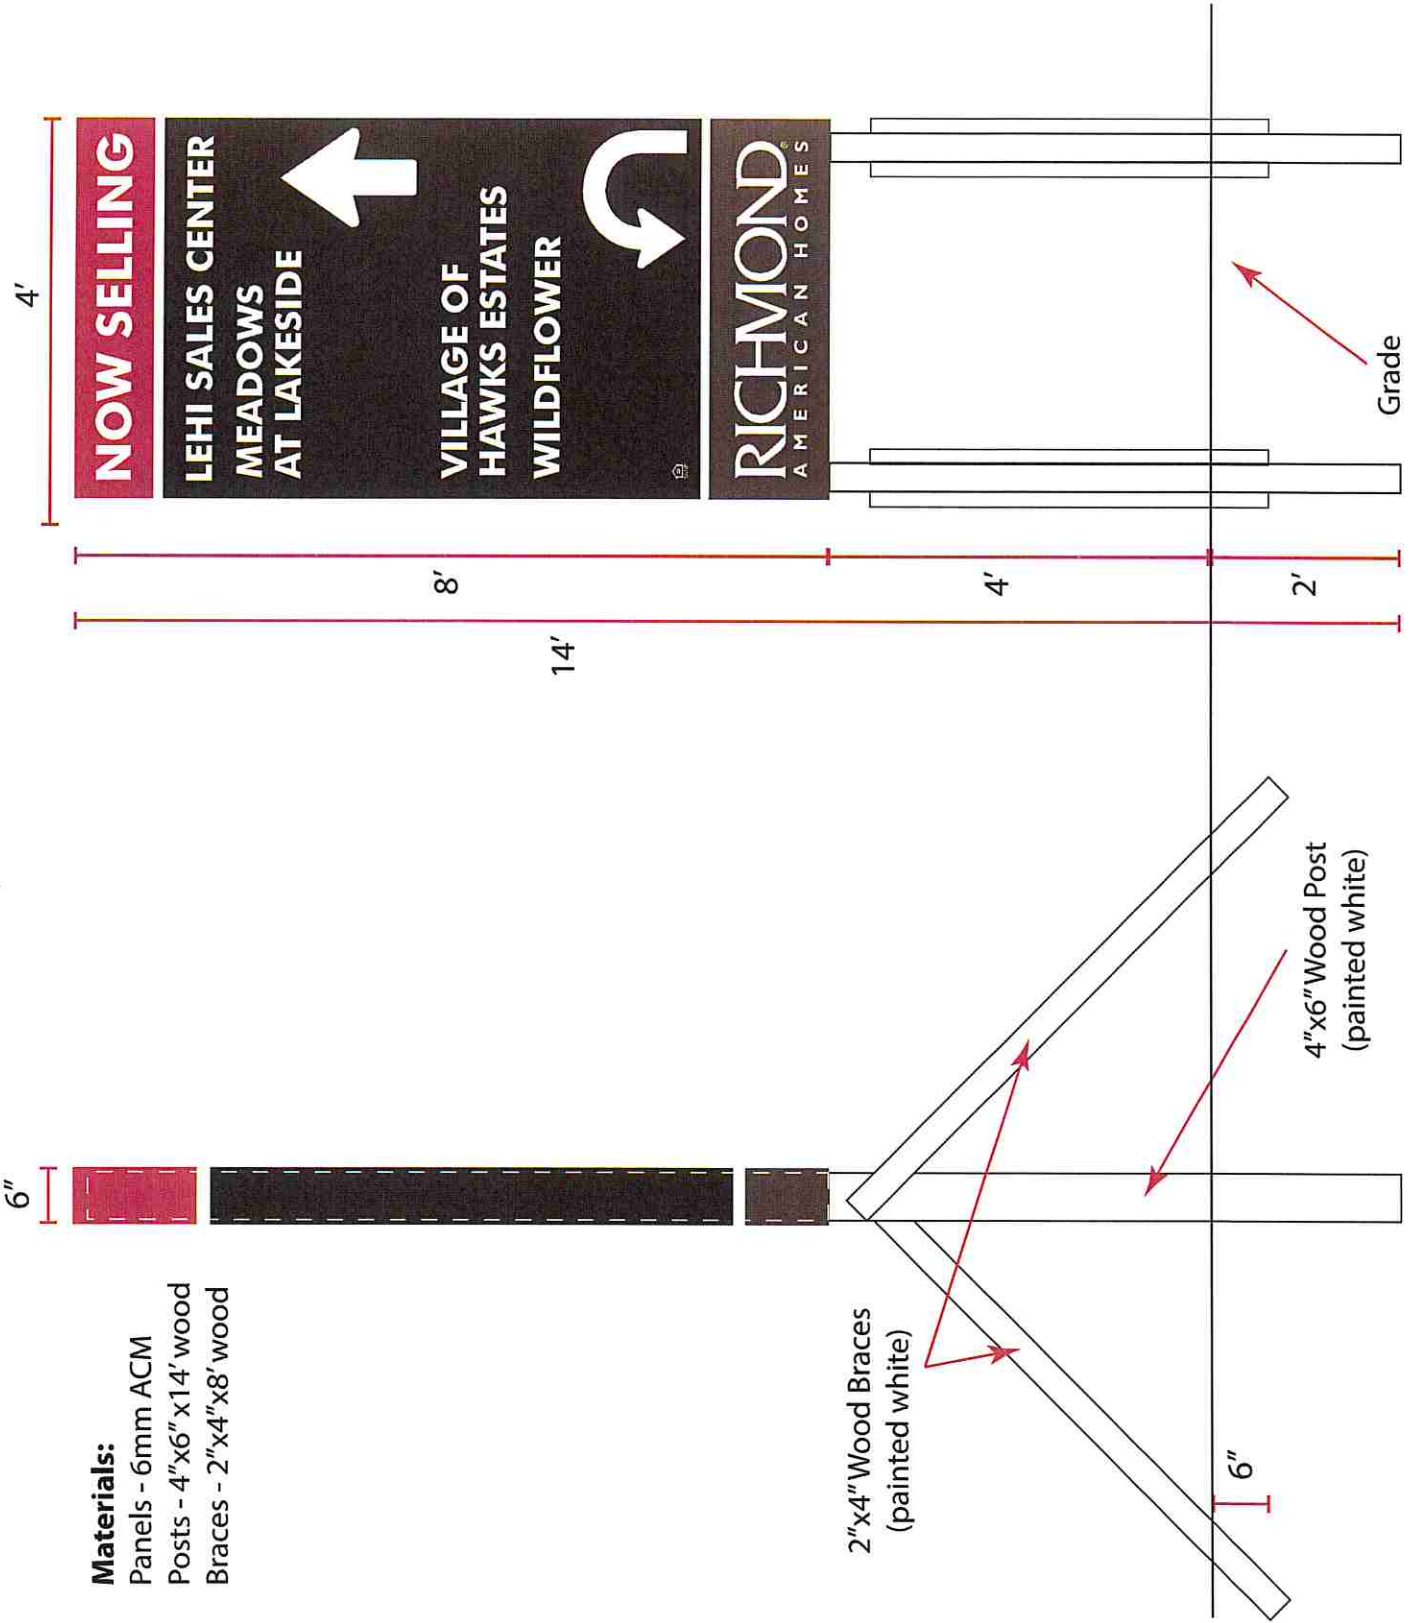 Materials:
Panels - 6mm ACM
Posts - 4"x6"x14' wood
Braces - 2"x4"x8' wood
6"
2"x4" Wood Braces
(painted white)
6"
4"x6" Wood Post
(painted white)
4'
14'
8'
4'
2'
NOW SELLING
LEHI SALES CENTER
MEADOWS
AT LAKESIDE
VILLAGE OF
HAWKS ESTATES
WILDFLOWER
RICHMOND®
AMERICAN HOMES
Grade